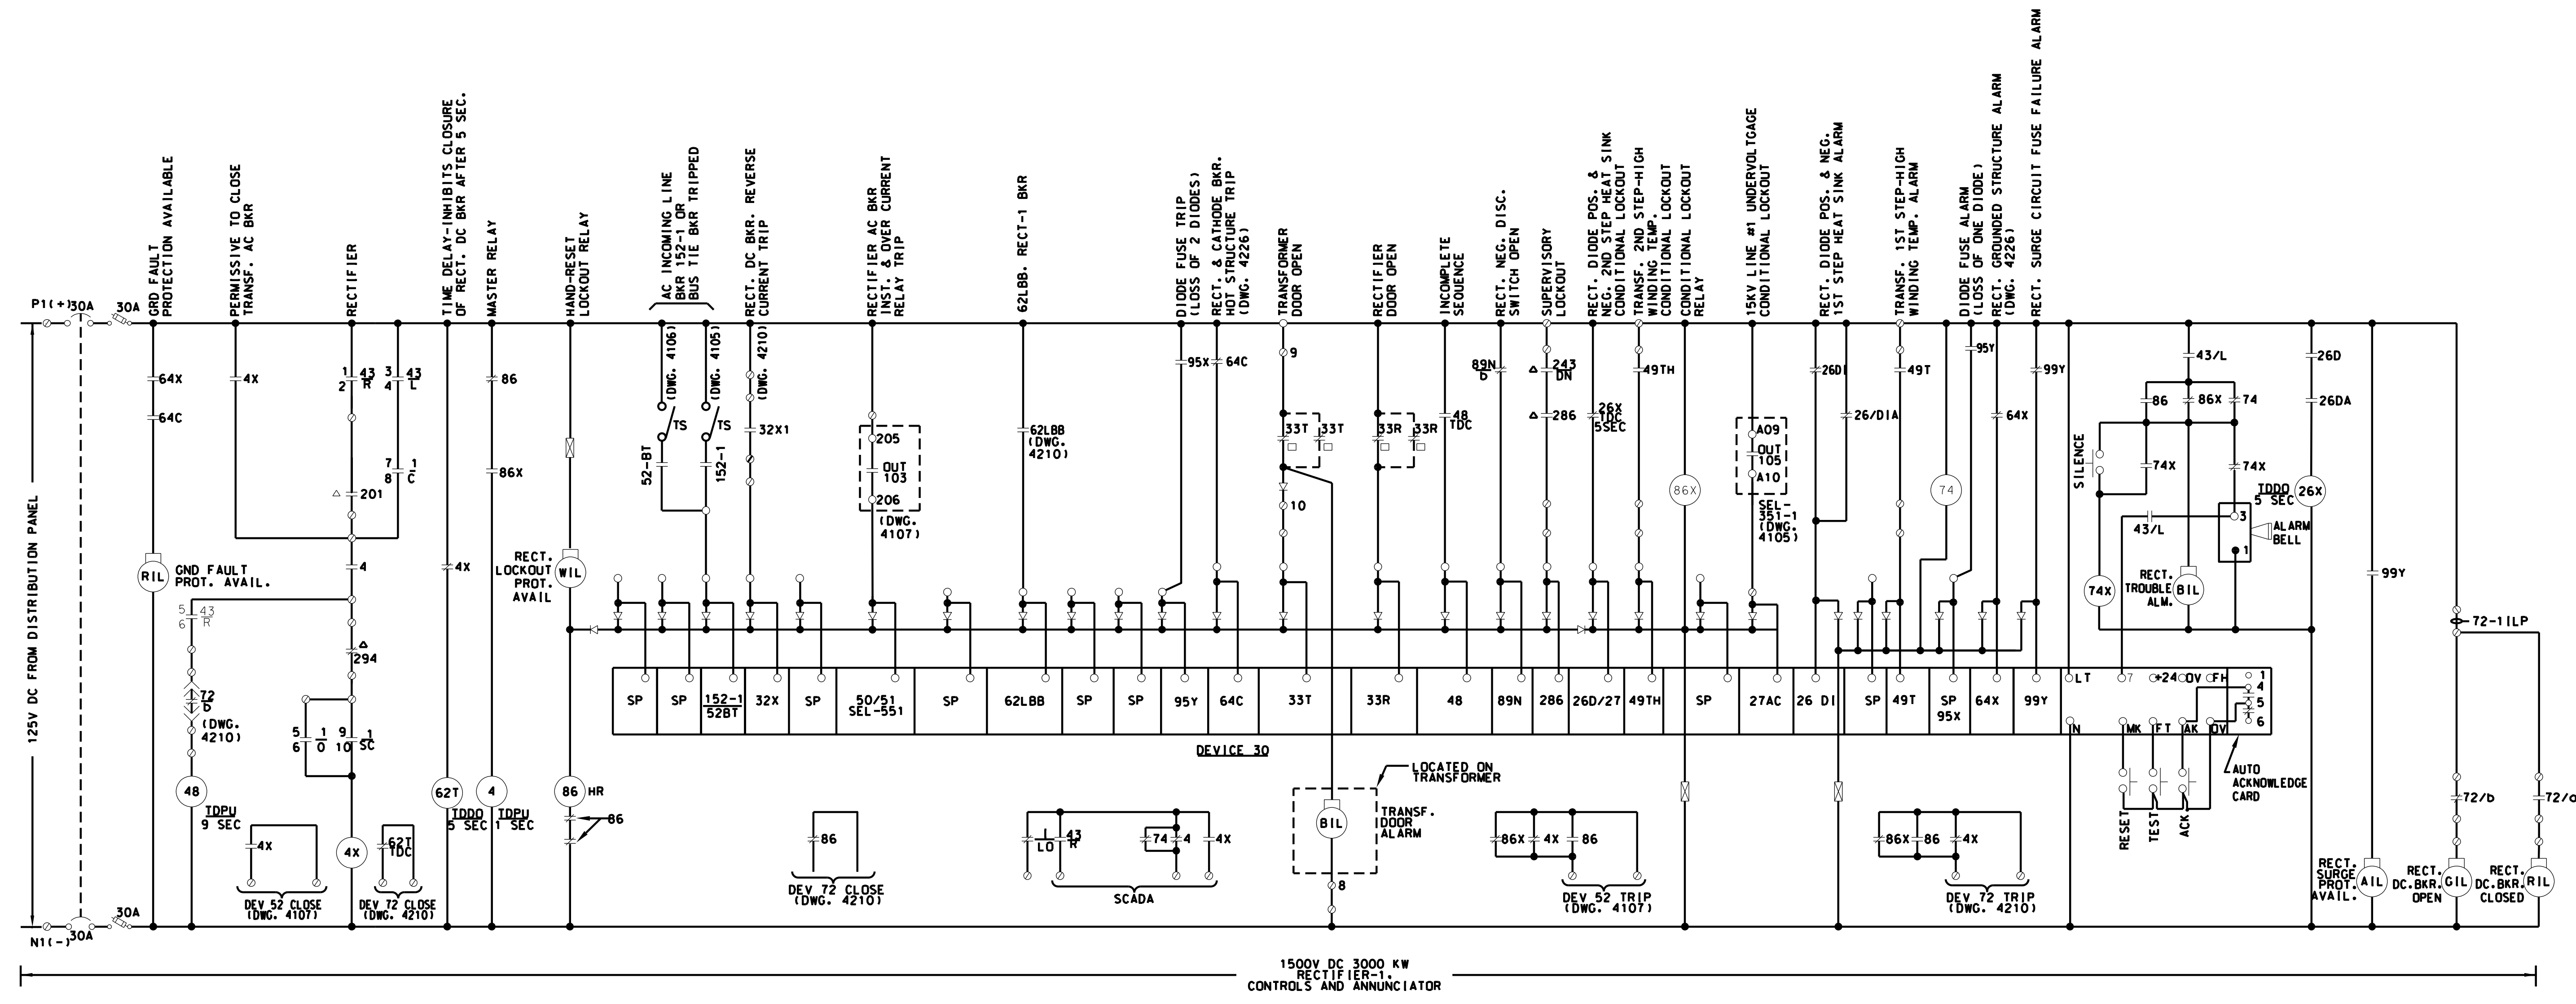 GRD FAULT
PROTECTION AVAILABLE
PERMISSIVE TO CLOSE
TRANSF. AC BKR
RECTIFIER
TIME DELAY-INHIBITS CLOSURE
OF RECT. DC BKR AFTER 5 SEC.
MASTER RELAY
HAND-RESET
LOCKOUT RELAY
AC INCOMING LINE
BKR 152-1 OR
BUS TIE BKR TRIPPED
RECT. DC BKR. REVERSE
CURRENT TRIP
RECTIFIER AC BKR
INST. & OVER CURRENT
RELAY TRIP
62LBB. RECT-1 BKR
DIODE FUSE TRIP
(LOSS OF 2 DIODES)
RECT. & CATHODE BKR.
HOT STRUCTURE TRIP
(DWG. 4226)
TRANSFORMER
DOOR OPEN
RECTIFIER
DOOR OPEN
INCOMPLETE
SEQUENCE
RECT. NEG. DISC.
SWITCH OPEN
SUPERVISORY
LOCKOUT
RECT. DIODE POS. &
NEG. 2ND STEP HEAT SINK
CONDITIONAL LOCKOUT
TRANSF. 2ND STEP-HIGH
WINDING TEMP.
CONDITIONAL LOCKOUT
CONDITIONAL LOCKOUT
RELAY
15KV LINE #1 UNDERVOLTGAGE
CONDITIONAL LOCKOUT
RECT. DIODE POS. & NEG.
1ST STEP HEAT SINK ALARM
TRANSF. 1ST STEP-HIGH
WINDING TEMP. ALARM
DIODE FUSE ALARM
(LOSS OF ONE DIODE)
RECT. GROUNDED STRUCTURE ALARM
(DWG. 4226)
RECT. SURGE CIRCUIT FUSE FAILURE ALARM
P1(+)
30A
30A
125V DC FROM DISTRIBUTION PANEL
N1(-)
30A
30A
64X
64C
RIL
GND FAULT
PROT. AVAIL.
4X
1
2
43
R
3
4
43
L
201
7
8
1
C
4
5
6
43
R
294
72
b
(DWG.
4210)
5
6
1
O
9
10
1
SC
48
TDPU
9 SEC
4X
DEV 52 CLOSE
(DWG. 4107)
4X
62T
TDC
DEV 72 CLOSE
(DWG. 4210)
4X
62T
TDDO
5 SEC
86
86X
4
TDPU
1 SEC
RECT.
LOCKOUT
PROT.
AVAIL
WIL
86
HR
86
(DWG. 4106)
(DWG. 4105)
TS
TS
52-BT
152-1
(DWG. 4210)
32X1
205
OUT
103
206
(DWG.
4107)
62LBB
(DWG.
4210)
95X
64C
9
33T
33T
10
33R
33R
48
TDC
89N
b
243
DN
286
26X
TDC
5SEC
49TH
86X
A09
OUT
105
A10
SEL-
351-1
(DWG.
4105)
26DI
26/DIA
49T
74
95Y
64X
99Y
43/L
86
86X
74
SILENCE
74X
74X
43/L
3
1
ALARM
BELL
74X
RECT.
TROUBLE
ALM.
BIL
26D
26DA
TDDO
5 SEC
26X
99Y
72-1ILP
SP
SP
152-1
52BT
32X
SP
50/51
SEL-551
SP
62LBB
SP
SP
95Y
64C
33T
33R
48
89N
286
26D/27
49TH
SP
27AC
26 DI
SP
49T
SP
95X
64X
99Y
LT
7
+24
OV
FH
1
4
5
6
N
MK
FT
AK
OV
DEVICE 30
RESET
TEST
ACK
AUTO
ACKNOWLEDGE
CARD
86
DEV 72 CLOSE
(DWG. 4210)
1
LO
43
R
74
4
4X
SCADA
LOCATED ON
TRANSFORMER
BIL
TRANSF.
DOOR
ALARM
8
86X
4X
86
DEV 52 TRIP
(DWG. 4107)
86X
86
4X
DEV 72 TRIP
(DWG. 4210)
RECT.
SURGE
PROT.
AVAIL.
AIL
72/b
RECT.
DC.BKR.
OPEN
GIL
72/a
RECT.
DC.BKR.
CLOSED
RIL
1500V DC 3000 KW
RECTIFIER-1.
CONTROLS AND ANNUNCIATOR